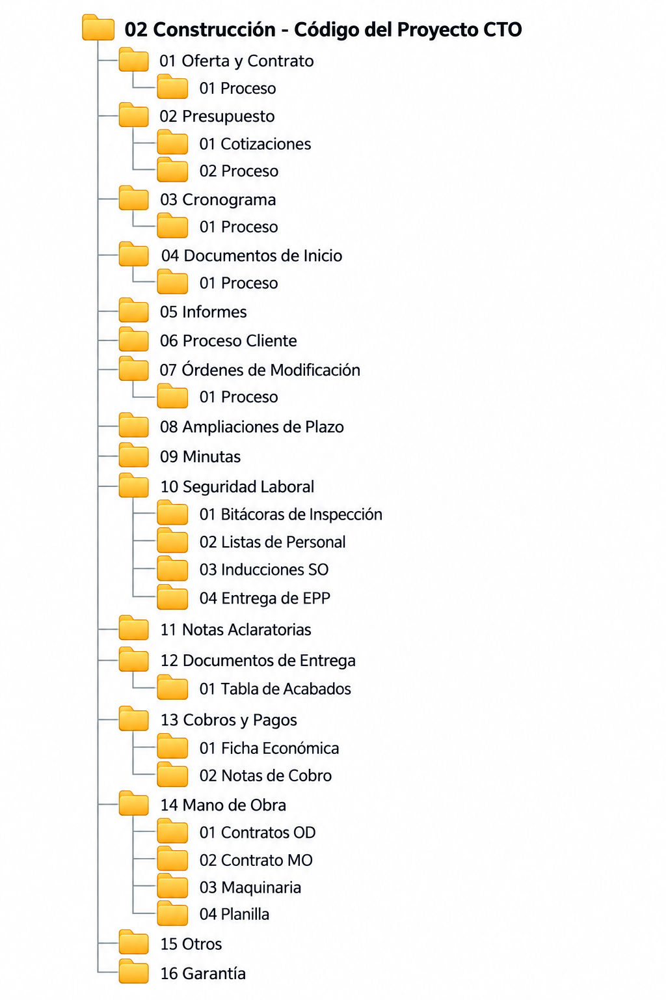 02 Construcción - Código del Proyecto CTO
01 Oferta y Contrato
01 Proceso
02 Presupuesto
01 Cotizaciones
02 Proceso
03 Cronograma
01 Proceso
04 Documentos de Inicio
01 Proceso
05 Informes
06 Proceso Cliente
07 Órdenes de Modificación
01 Proceso
08 Ampliaciones de Plazo
09 Minutas
10 Seguridad Laboral
01 Bitácoras de Inspección
02 Listas de Personal
03 Inducciones SO
04 Entrega de EPP
11 Notas Aclaratorias
12 Documentos de Entrega
01 Tabla de Acabados
13 Cobros y Pagos
01 Ficha Económica
02 Notas de Cobro
14 Mano de Obra
01 Contratos OD
02 Contrato MO
03 Maquinaria
04 Planilla
15 Otros
16 Garantía